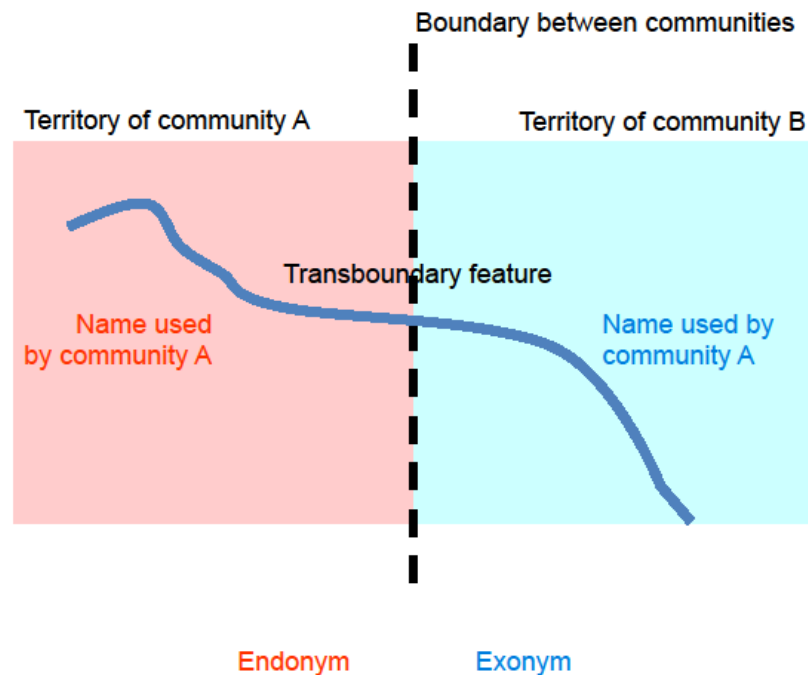 Boundary between communities
Territory of community A
Territory of community B
Transboundary feature
Name used
by community A
Name used by
community A
Endonym
Exonym